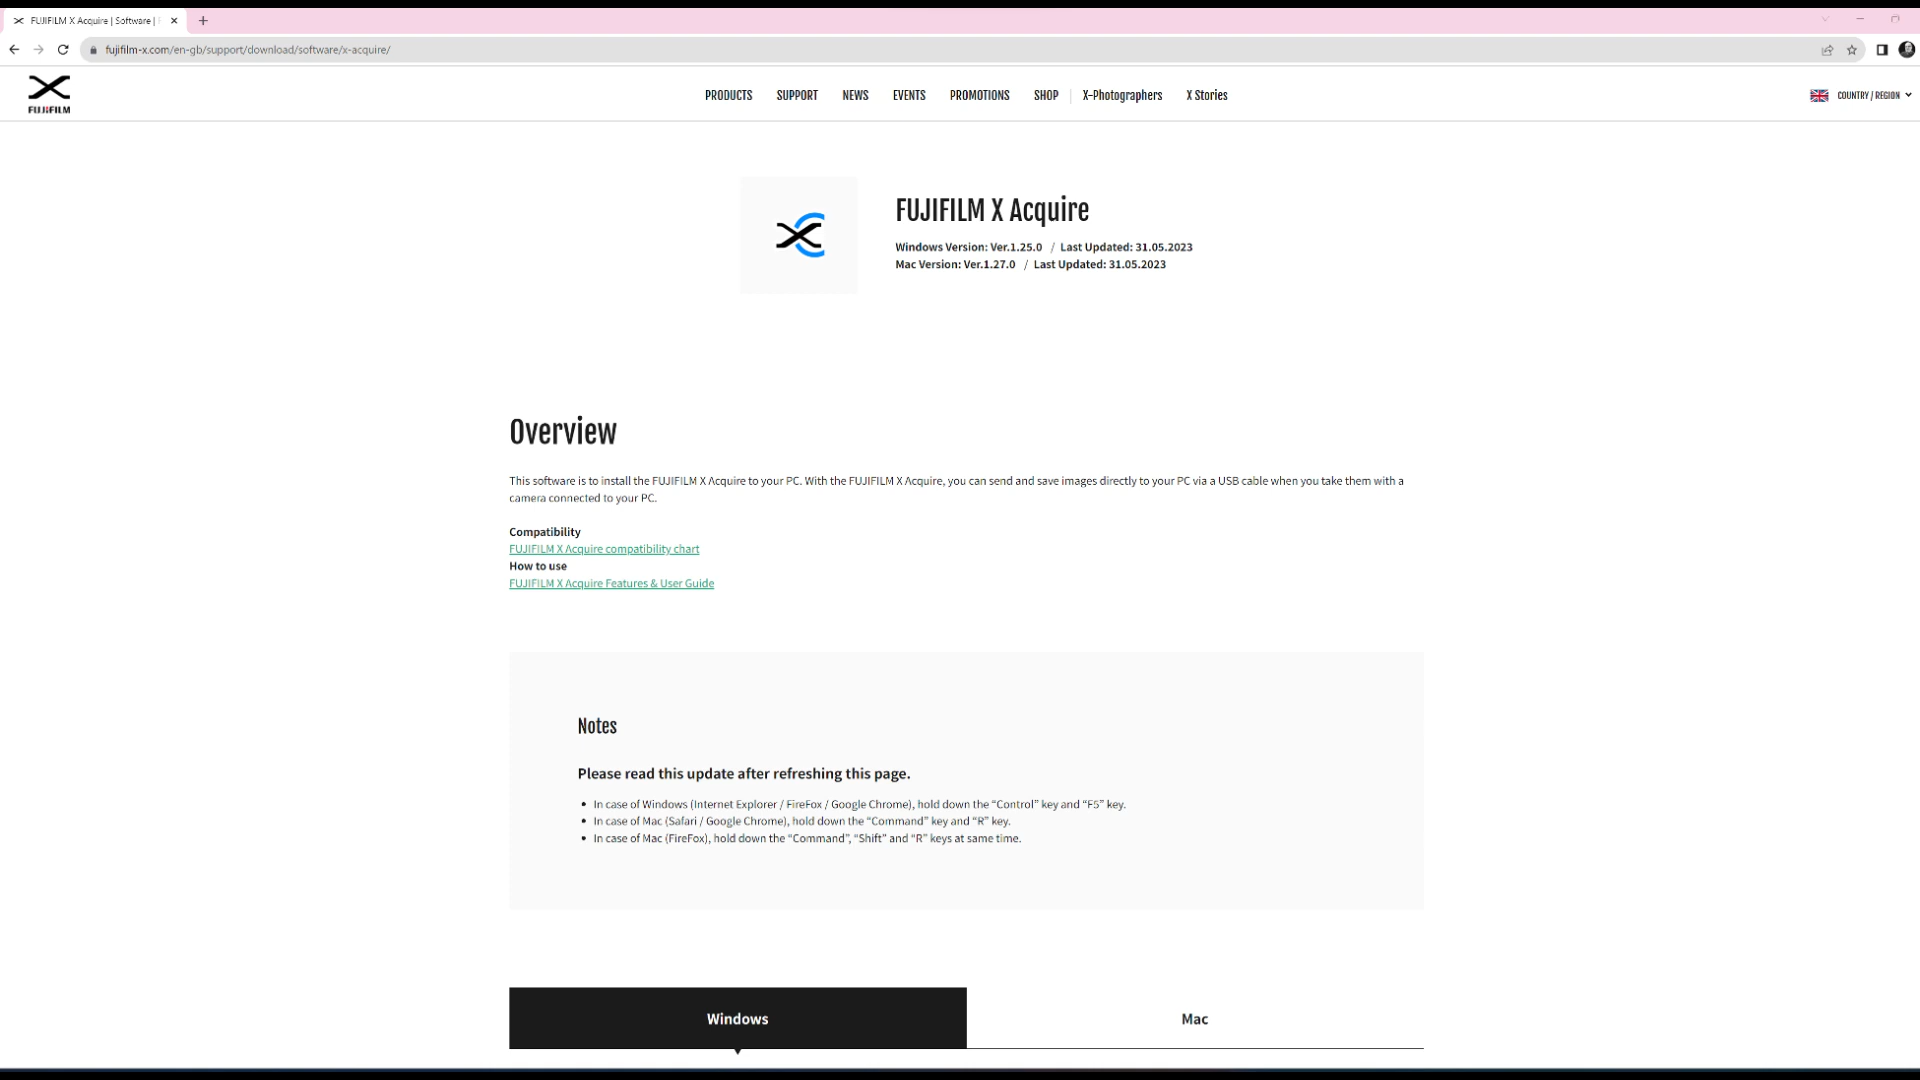 FUJIFILM X Acquire | Software |
fujifilm-x.com/en-gb/support/download/software/x-acquire/
FUJIFILM
PRODUCTS SUPPORT NEWS EVENTS PROMOTIONS SHOP X-Photographers X Stories
COUNTRY / REGION
FUJIFILM X Acquire
Windows Version: Ver.1.25.0 / Last Updated: 31.05.2023
Mac Version: Ver.1.27.0 / Last Updated: 31.05.2023
Overview
This software is to install the FUJIFILM X Acquire to your PC. With the FUJIFILM X Acquire, you can send and save images directly to your PC via a USB cable when you take them with a
camera connected to your PC.
Compatibility
FUJIFILM X Acquire compatibility chart
How to use
FUJIFILM X Acquire Features & User Guide
Notes
Please read this update after refreshing this page.
• In case of Windows (Internet Explorer / FireFox / Google Chrome), hold down the “Control” key and “F5” key.
• In case of Mac (Safari / Google Chrome), hold down the “Command” key and “R” key.
• In case of Mac (FireFox), hold down the “Command”, “Shift” and “R” keys at same time.
Windows
Mac